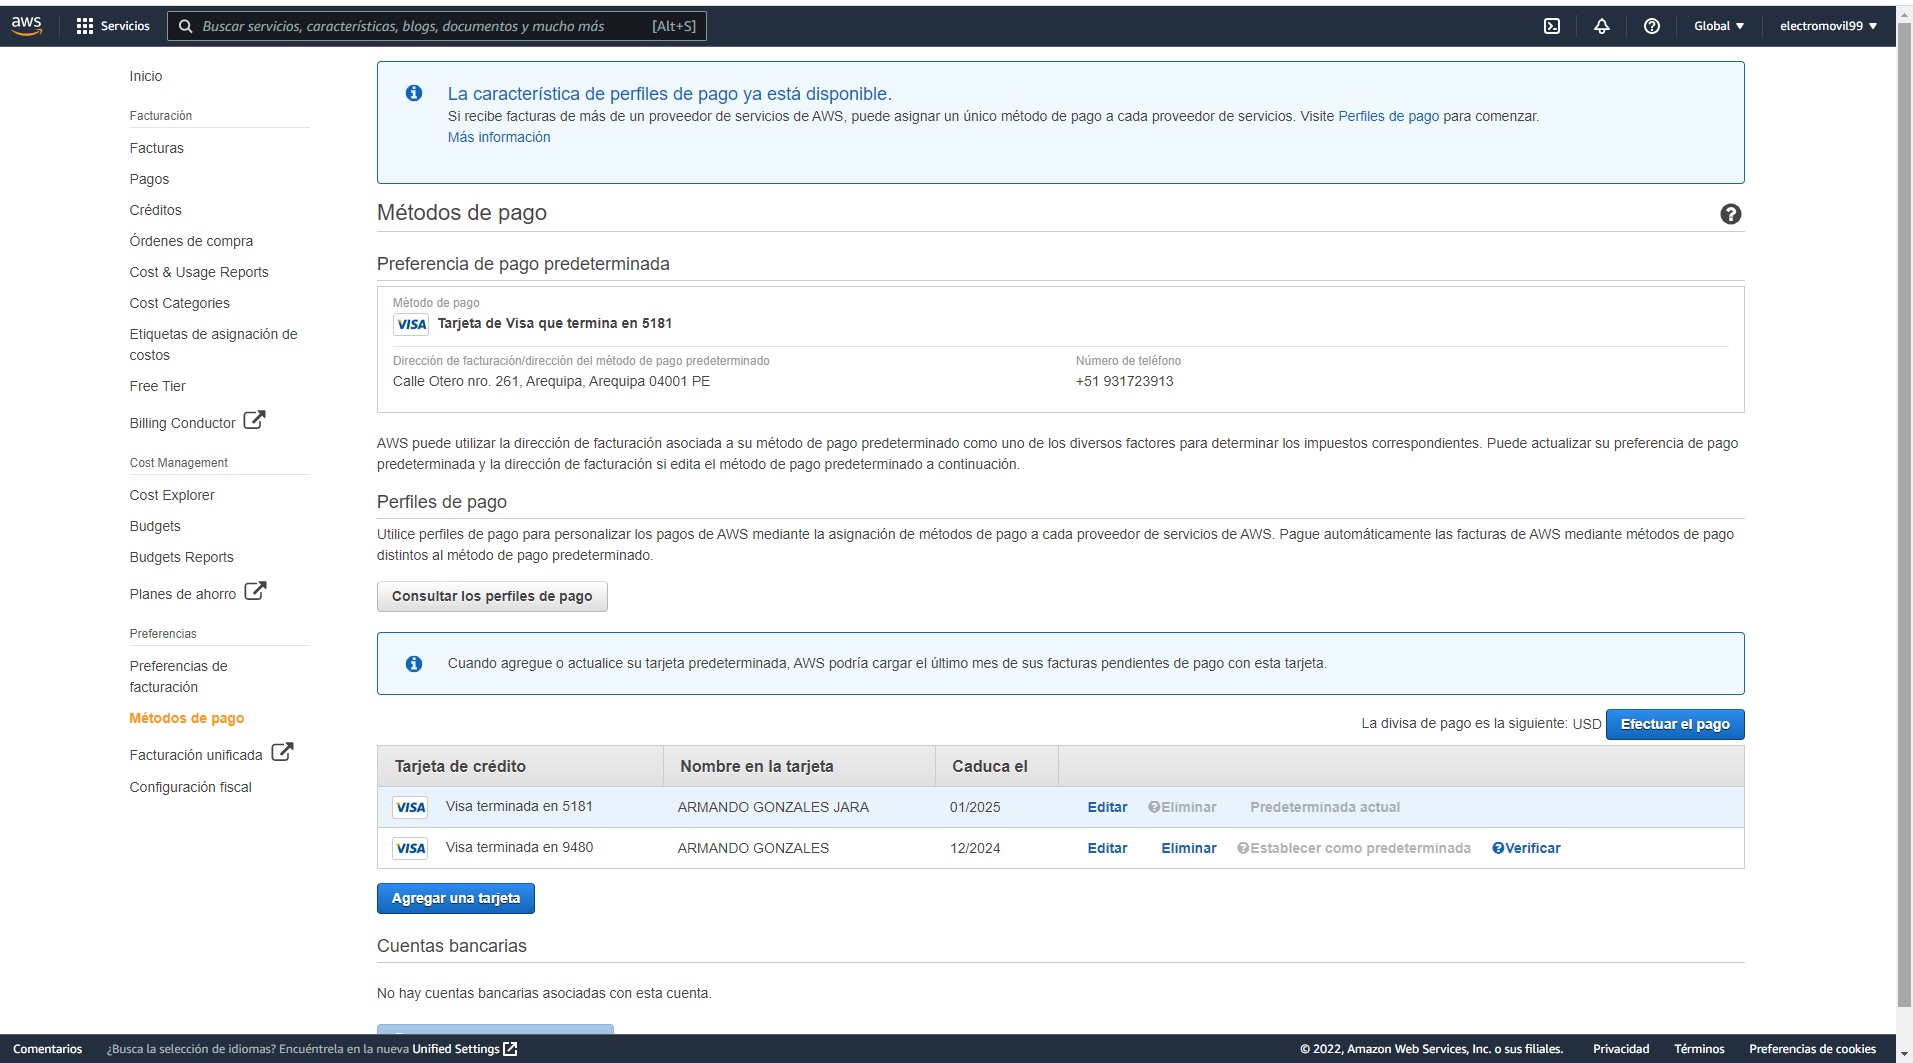 aws
Servicios
Buscar servicios, características, blogs, documentos y mucho más [Alt+S]
Global ▼
electromovil99 ▼
Inicio
Facturación
Facturas
Pagos
Créditos
Órdenes de compra
Cost & Usage Reports
Cost Categories
Etiquetas de asignación de
costos
Free Tier
Billing Conductor
Cost Management
Cost Explorer
Budgets
Budgets Reports
Planes de ahorro
Preferencias
Preferencias de
facturación
Métodos de pago
Facturación unificada
Configuración fiscal
La característica de perfiles de pago ya está disponible.
Si recibe facturas de más de un proveedor de servicios de AWS, puede asignar un único método de pago a cada proveedor de servicios. Visite Perfiles de pago para comenzar.
Más información
Métodos de pago
Preferencia de pago predeterminada
Método de pago
VISA Tarjeta de Visa que termina en 5181
Dirección de facturación/dirección del método de pago predeterminado
Número de teléfono
Calle Otero nro. 261, Arequipa, Arequipa 04001 PE
+51 931723913
AWS puede utilizar la dirección de facturación asociada a su método de pago predeterminado como uno de los diversos factores para determinar los impuestos correspondientes. Puede actualizar su preferencia de pago
predeterminada y la dirección de facturación si edita el método de pago predeterminado a continuación.
Perfiles de pago
Utilice perfiles de pago para personalizar los pagos de AWS mediante la asignación de métodos de pago a cada proveedor de servicios de AWS. Pague automáticamente las facturas de AWS mediante métodos de pago
distintos al método de pago predeterminado.
Consultar los perfiles de pago
Cuando agregue o actualice su tarjeta predeterminada, AWS podría cargar el último mes de sus facturas pendientes de pago con esta tarjeta.
La divisa de pago es la siguiente: USD Efectuar el pago
Tarjeta de crédito Nombre en la tarjeta Caduca el
VISA Visa terminada en 5181 ARMANDO GONZALES JARA 01/2025 Editar Eliminar Predeterminada actual
VISA Visa terminada en 9480 ARMANDO GONZALES 12/2024 Editar Eliminar Establecer como predeterminada Verificar
Agregar una tarjeta
Cuentas bancarias
No hay cuentas bancarias asociadas con esta cuenta.
Comentarios ¿Busca la selección de idiomas? Encuéntrela en la nueva Unified Settings
© 2022, Amazon Web Services, Inc. o sus filiales. Privacidad Términos Preferencias de cookies